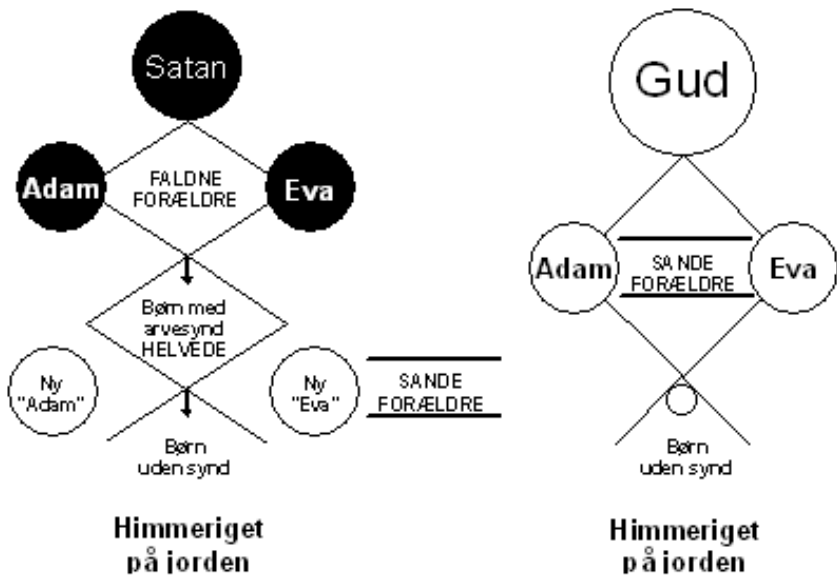 Satan
Adam
FALDNE
FORÆLDRE
Eva
Børn med
arvesynd
HELVEDE
Ny
"Adam"
Ny
"Eva"
SANDE
FORÆLDRE
Børn
uden synd
Himmeriget
på jorden
Gud
Adam
SANDE
FORÆLDRE
Eva
Børn
uden synd
Himmeriget
på jorden